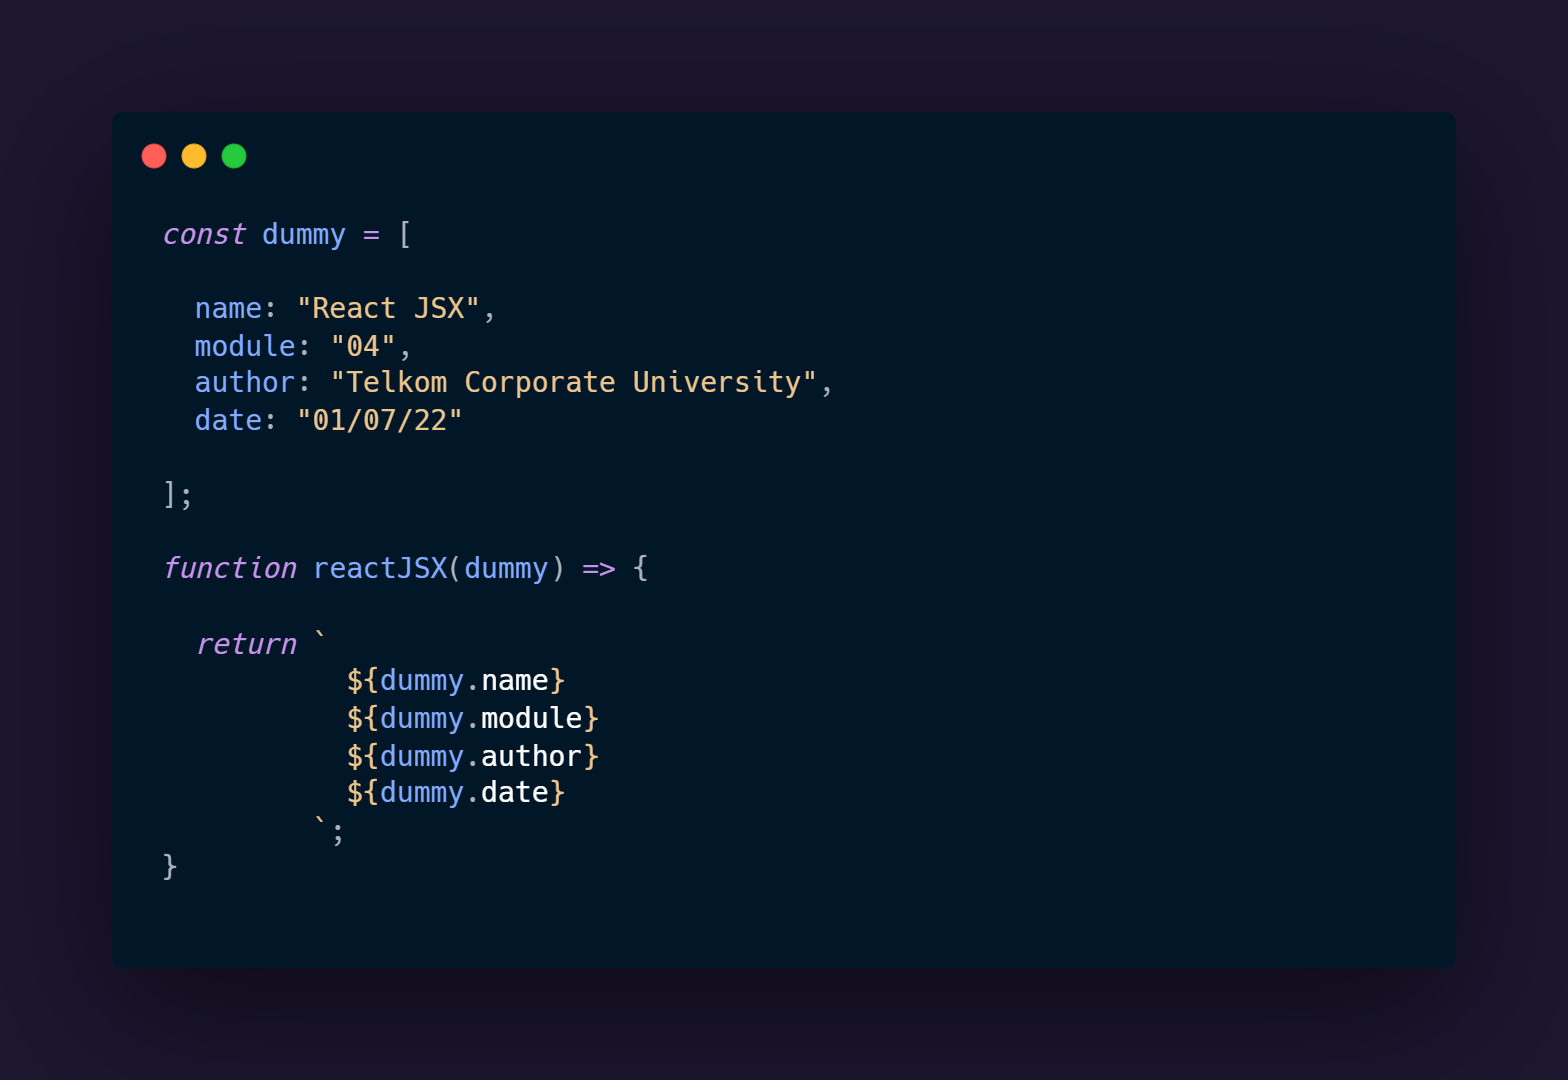 const dummy = [
name: "React JSX",
module: "04",
author: "Telkom Corporate University",
date: "01/07/22"
];
function reactJSX(dummy) => {
return `
${dummy.name}
${dummy.module}
${dummy.author}
${dummy.date}
`;
}